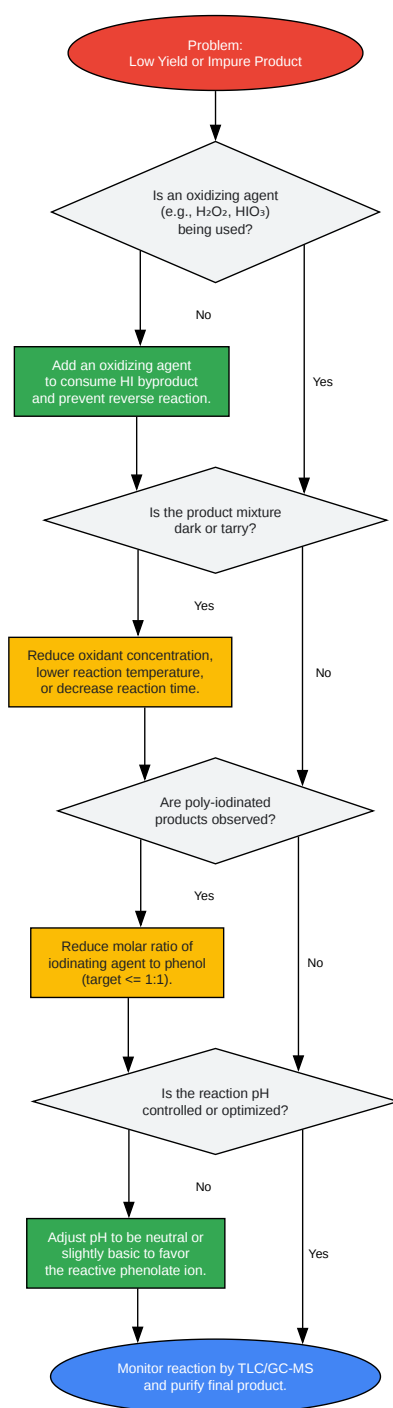 Problem:
Low Yield or Impure Product
Is an oxidizing agent
(e.g., H₂O₂, HIO₃)
being used?
No
Add an oxidizing agent
to consume HI byproduct
and prevent reverse reaction.
Yes
Is the product mixture
dark or tarry?
Yes
Reduce oxidant concentration,
lower reaction temperature,
or decrease reaction time.
No
Are poly-iodinated
products observed?
Yes
Reduce molar ratio of
iodinating agent to phenol
(target <= 1:1).
No
Is the reaction pH
controlled or optimized?
No
Adjust pH to be neutral or
slightly basic to favor
the reactive phenolate ion.
Yes
Monitor reaction by TLC/GC-MS
and purify final product.